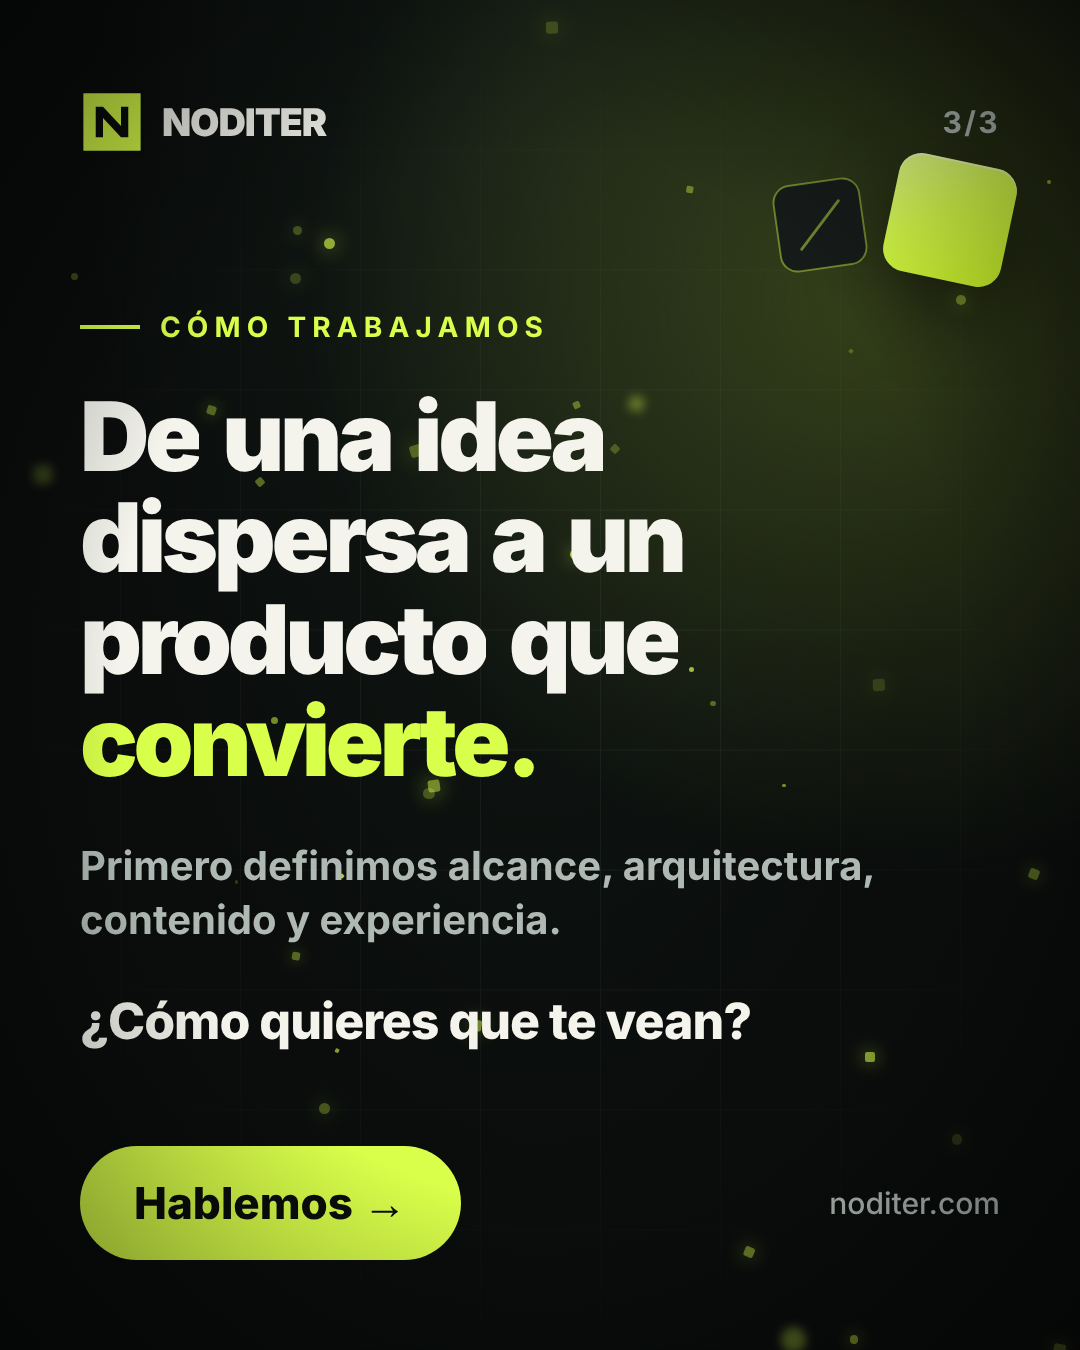 N NODITER
3/3
CÓMO TRABAJAMOS
De una idea
dispersa a un
producto que
convierte.
Primero definimos alcance, arquitectura,
contenido y experiencia.
¿Cómo quieres que te vean?
Hablemos →
noditer.com